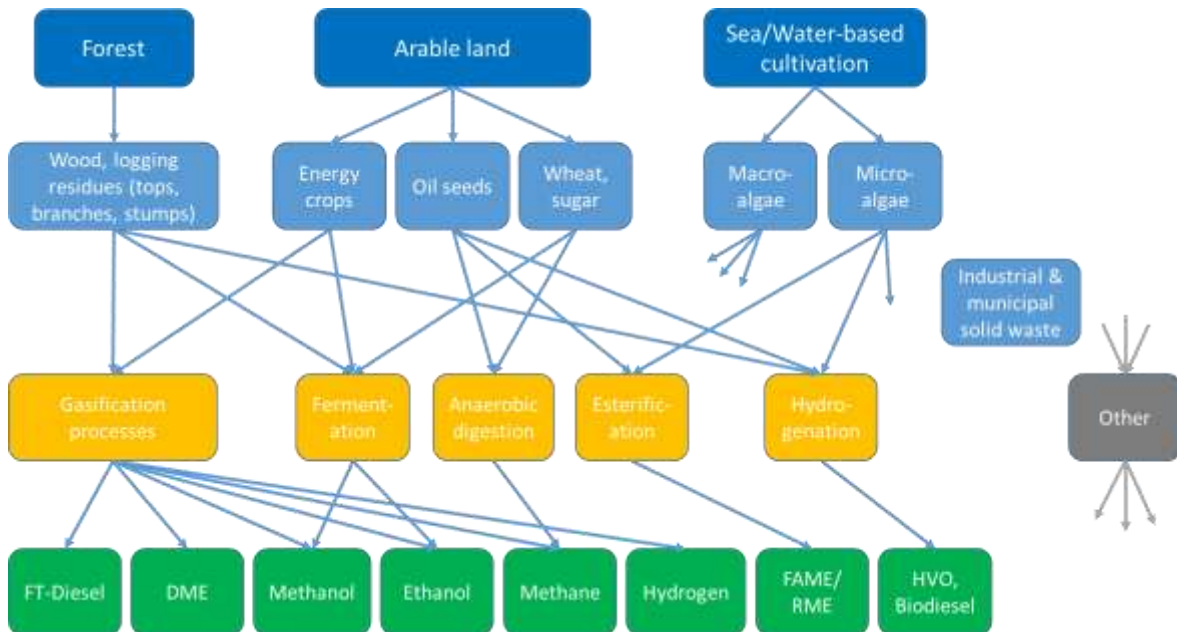 Forest
Arable land
Sea/Water-based
cultivation
Wood, logging
residues (tops,
branches, stumps)
Energy
crops
Oil seeds
Wheat,
sugar
Macro-
algae
Micro-
algae
Industrial &
municipal
solid waste
Gasification
processes
Ferment-
ation
Anaerobic
digestion
Esterific-
ation
Hydro-
genation
Other
FT-Diesel
DME
Methanol
Ethanol
Methane
Hydrogen
FAME/
RME
HVO,
Biodiesel